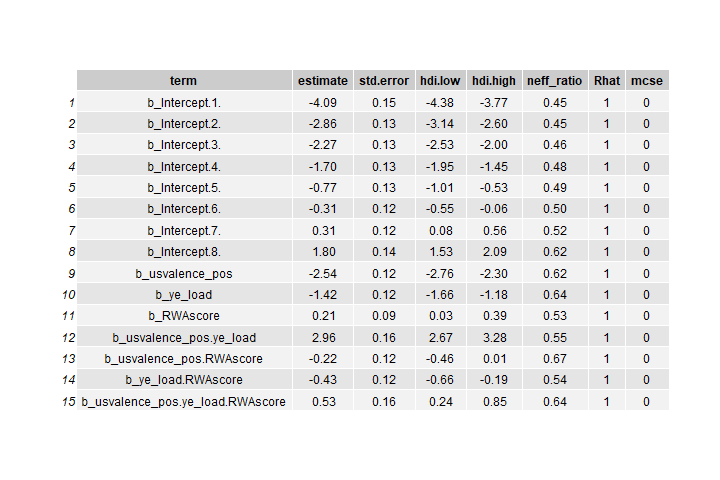 term estimate std.error hdi.low hdi.high neff_ratio Rhat mcse
1 b_Intercept.1. -4.09 0.15 -4.38 -3.77 0.45 1 0
2 b_Intercept.2. -2.86 0.13 -3.14 -2.60 0.45 1 0
3 b_Intercept.3. -2.27 0.13 -2.53 -2.00 0.46 1 0
4 b_Intercept.4. -1.70 0.13 -1.95 -1.45 0.48 1 0
5 b_Intercept.5. -0.77 0.13 -1.01 -0.53 0.49 1 0
6 b_Intercept.6. -0.31 0.12 -0.55 -0.06 0.50 1 0
7 b_Intercept.7. 0.31 0.12 0.08 0.56 0.52 1 0
8 b_Intercept.8. 1.80 0.14 1.53 2.09 0.62 1 0
9 b_usvalence_pos -2.54 0.12 -2.76 -2.30 0.62 1 0
10 b_ye_load -1.42 0.12 -1.66 -1.18 0.64 1 0
11 b_RWAscore 0.21 0.09 0.03 0.39 0.53 1 0
12 b_usvalence_pos.ye_load 2.96 0.16 2.67 3.28 0.55 1 0
13 b_usvalence_pos.RWAscore -0.22 0.12 -0.46 0.01 0.67 1 0
14 b_ye_load.RWAscore -0.43 0.12 -0.66 -0.19 0.54 1 0
15 b_usvalence_pos.ye_load.RWAscore 0.53 0.16 0.24 0.85 0.64 1 0